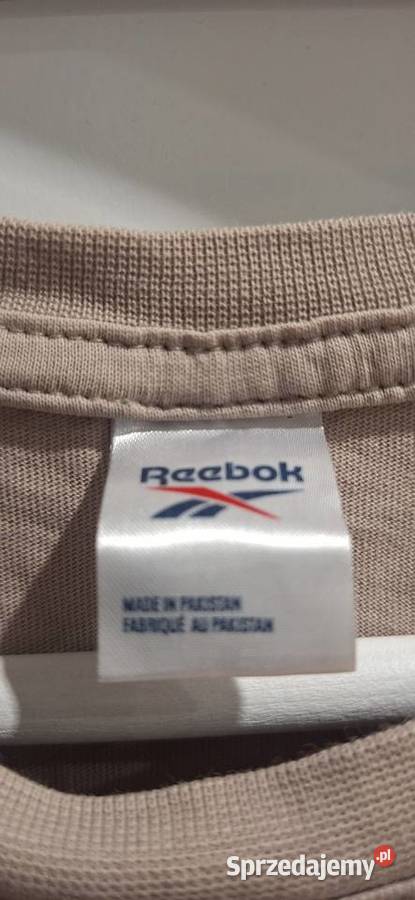 Reebok
MADE IN PAKISTAN
FABRIQUÉ AU PAKISTAN
Sprzedajemy.pl